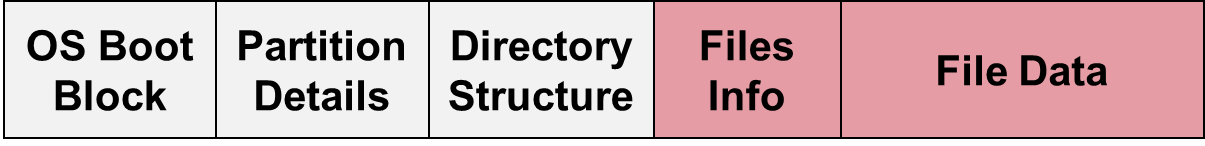 OS Boot
Block
Partition
Details
Directory
Structure
Files
Info
File Data